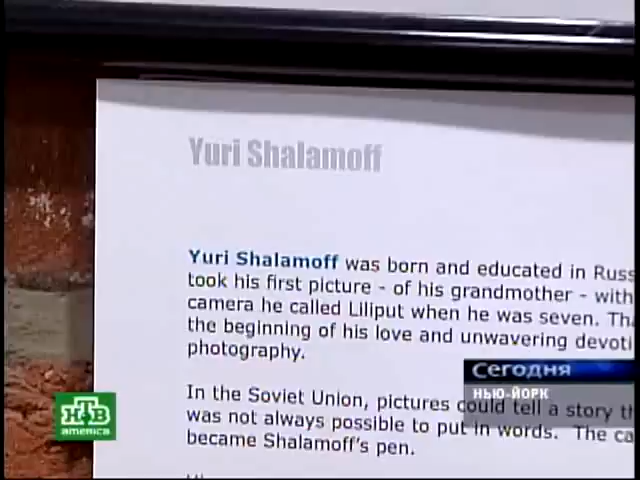 Yuri Shalamoff
Yuri Shalamoff was born and educated in Russ
took his first picture - of his grandmother - with
camera he called Liliput when he was seven. Tha
the beginning of his love and unwavering devoti
photography.
In the Soviet Union, pictures could tell a story th
was not always possible to put in words. The ca
became Shalamoff's pen.
Сегодня
НЬЮ-ЙОРК
НТВ
america